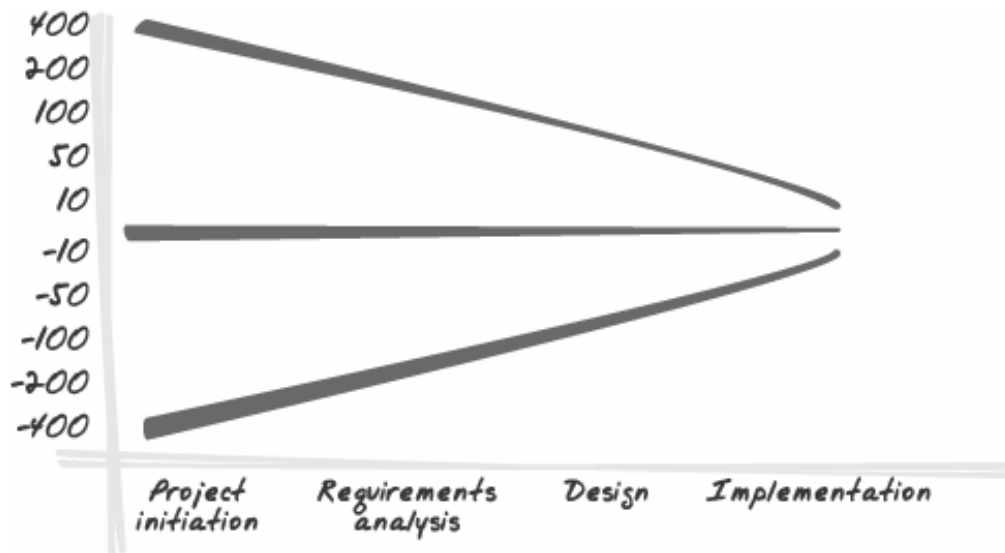 400
200
100
50
10
-10
-50
-100
-200
-400
Project initiation
Requirements analysis
Design
Implementation